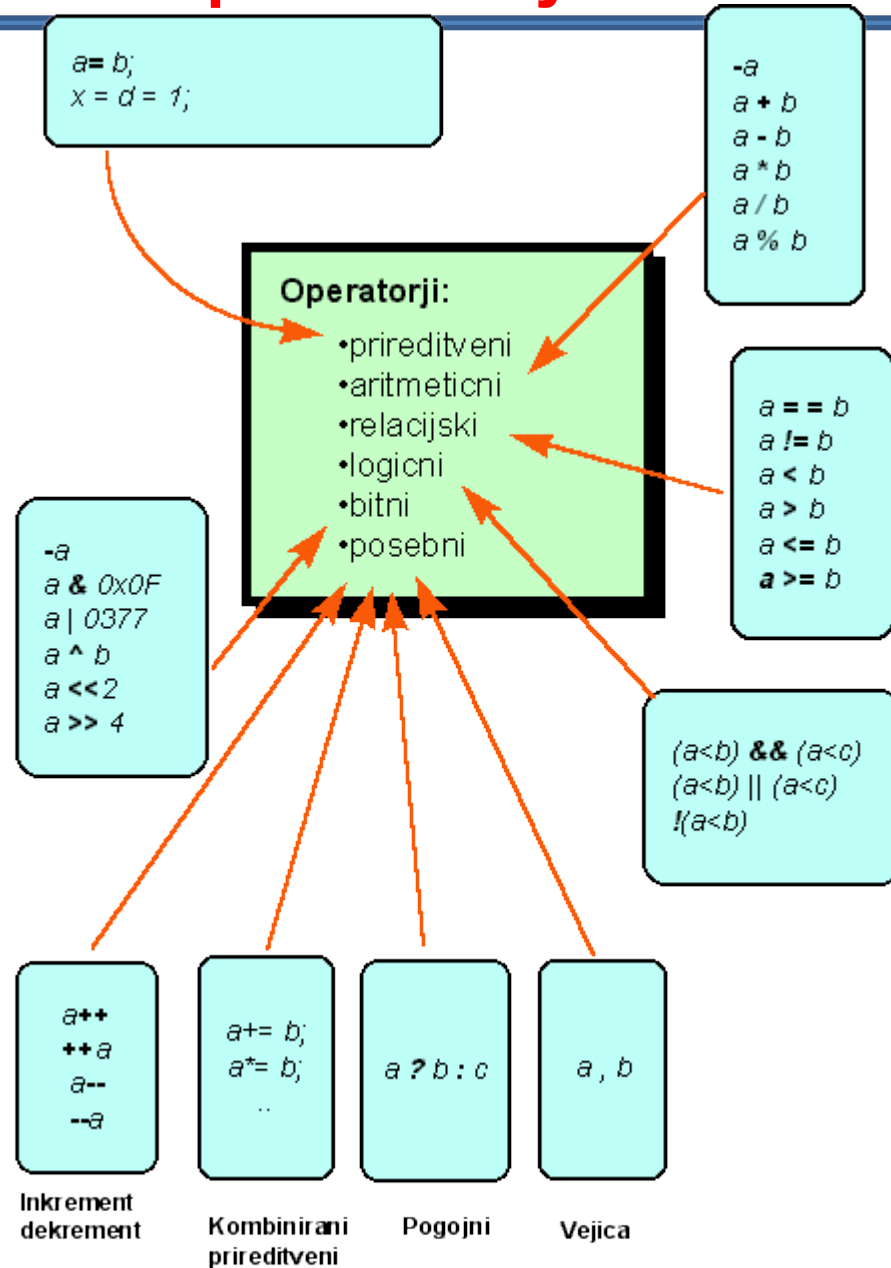 a= b;
x = d = 1;
-a
a + b
a - b
a * b
a / b
a % b
Operatorji:
•prireditveni
•aritmeticni
•relacijski
•logicni
•bitni
•posebni
a = = b
a != b
a < b
a > b
a <= b
a >= b
-a
a & 0x0F
a | 0377
a ^ b
a <<2
a >> 4
(a<b) && (a<c)
(a<b) || (a<c)
!(a<b)
a++
++a
a--
--a
a+= b;
a*= b;
..
a ? b : c
a , b
Inkrement
dekrement
Kombinirani
prireditveni
Pogojni
Vejica